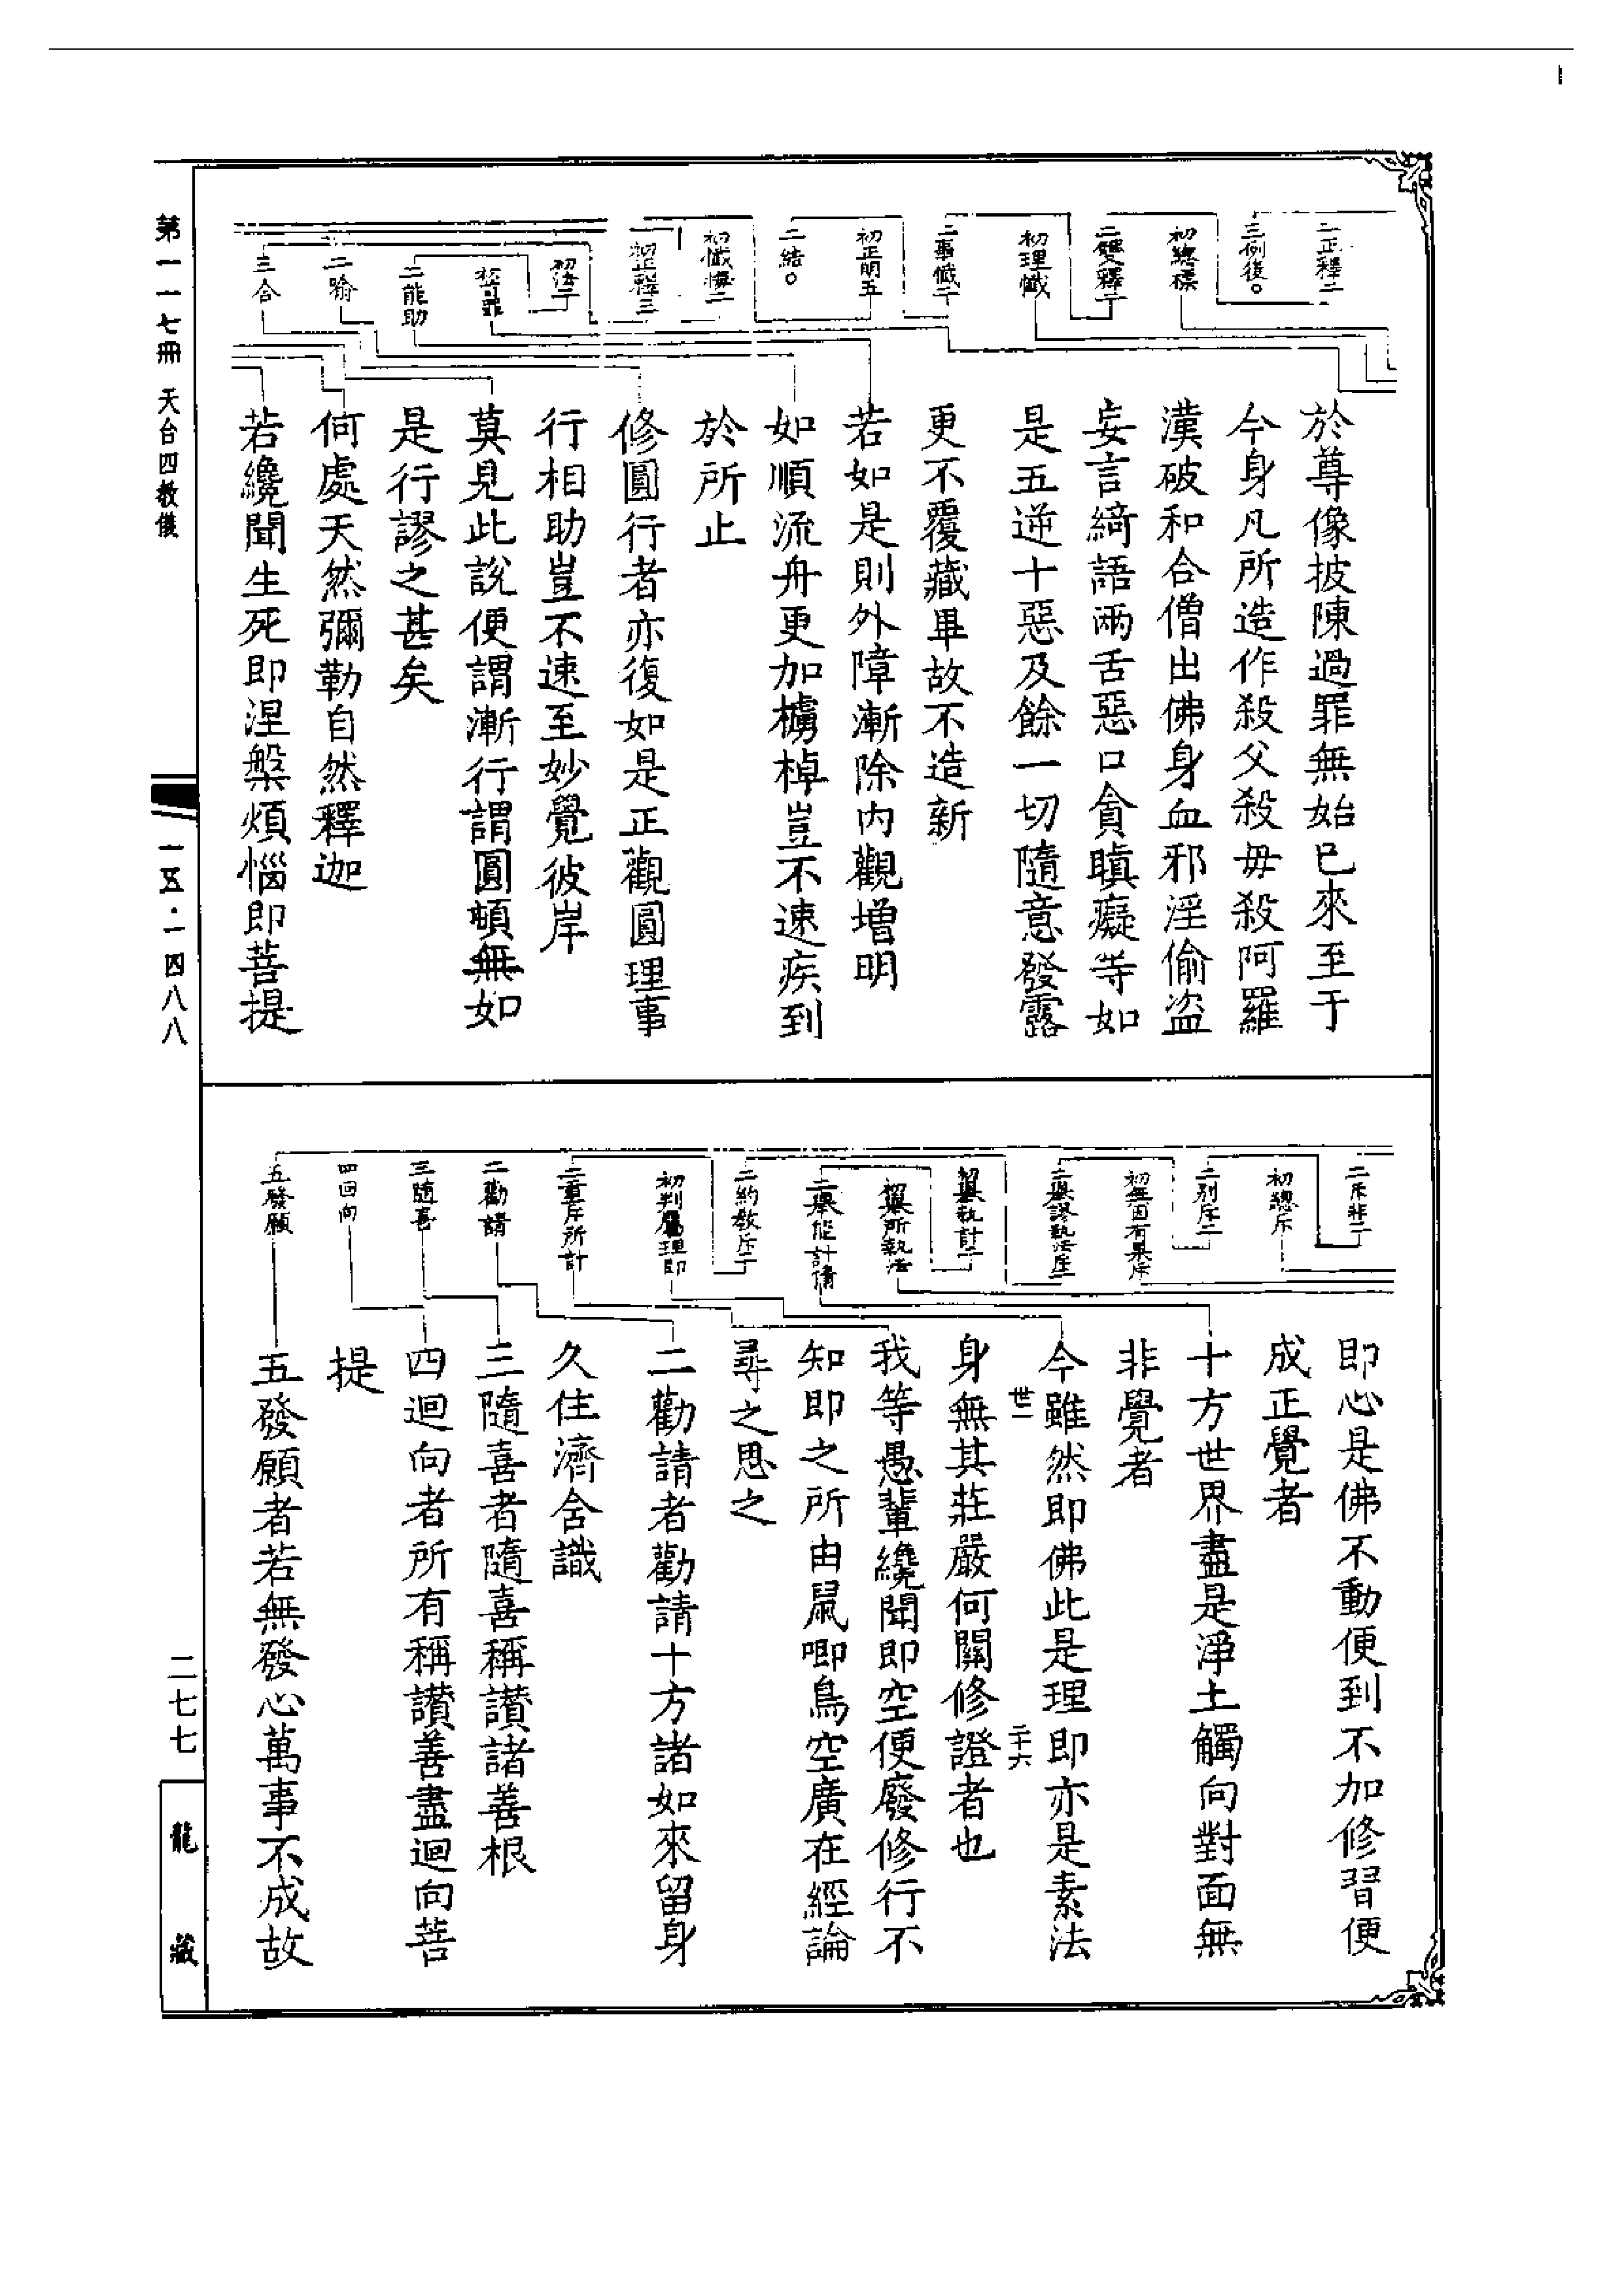 二正釋二
三例後。
初總標
二雙釋二
初理懺
二事懺二
初正明五
二結。
初懺悔二
初正釋三
初法二
二能助
二喻
三合
於尊像披陳過罪無始已來至于
今身凡所造作殺父殺母殺阿羅
漢破和合僧出佛身血邪淫偷盜
妄言綺語兩舌惡口貪瞋癡等如
是五逆十惡及餘一切隨意發露
更不覆藏畢故不造新
若如是則外障漸除內觀增明
如順流舟更加櫓棹豈不速疾到
於所止
修圓行者亦復如是正觀圓理事
行相助豈不速至妙覺彼岸
莫見此說便謂漸行謂圓頓無如
是行謬之甚矣
何處天然彌勒自然釋迦
若纔聞生死即涅槃煩惱即菩提
二斥非二
初總斥
二別斥二
初無因有果斥
二舉謬執法斥二
初舉執計二
初舉所執法
二舉能計情
二約教斥二
初判屬理即
二重斥所計
二勸請
三隨喜
四回向
五發願
即心是佛不動便到不加修習便
成正覺者
十方世界盡是淨土觸向對面無
非覺者
今雖然即佛此是理即亦是素法
世二
二十六
身無其莊嚴何關修證者也
我等愚輩纔聞即空便廢修行不
知即之所由鼠唧鳥空廣在經論
尋之思之
二勸請者勸請十方諸如來留身
久住濟含識
三隨喜者隨喜稱讚諸善根
四迴向者所有稱讚善盡迴向菩
提
五發願者若無發心萬事不成故
第一一七冊 天台四教儀
一五·一四八八
二七七
龍藏